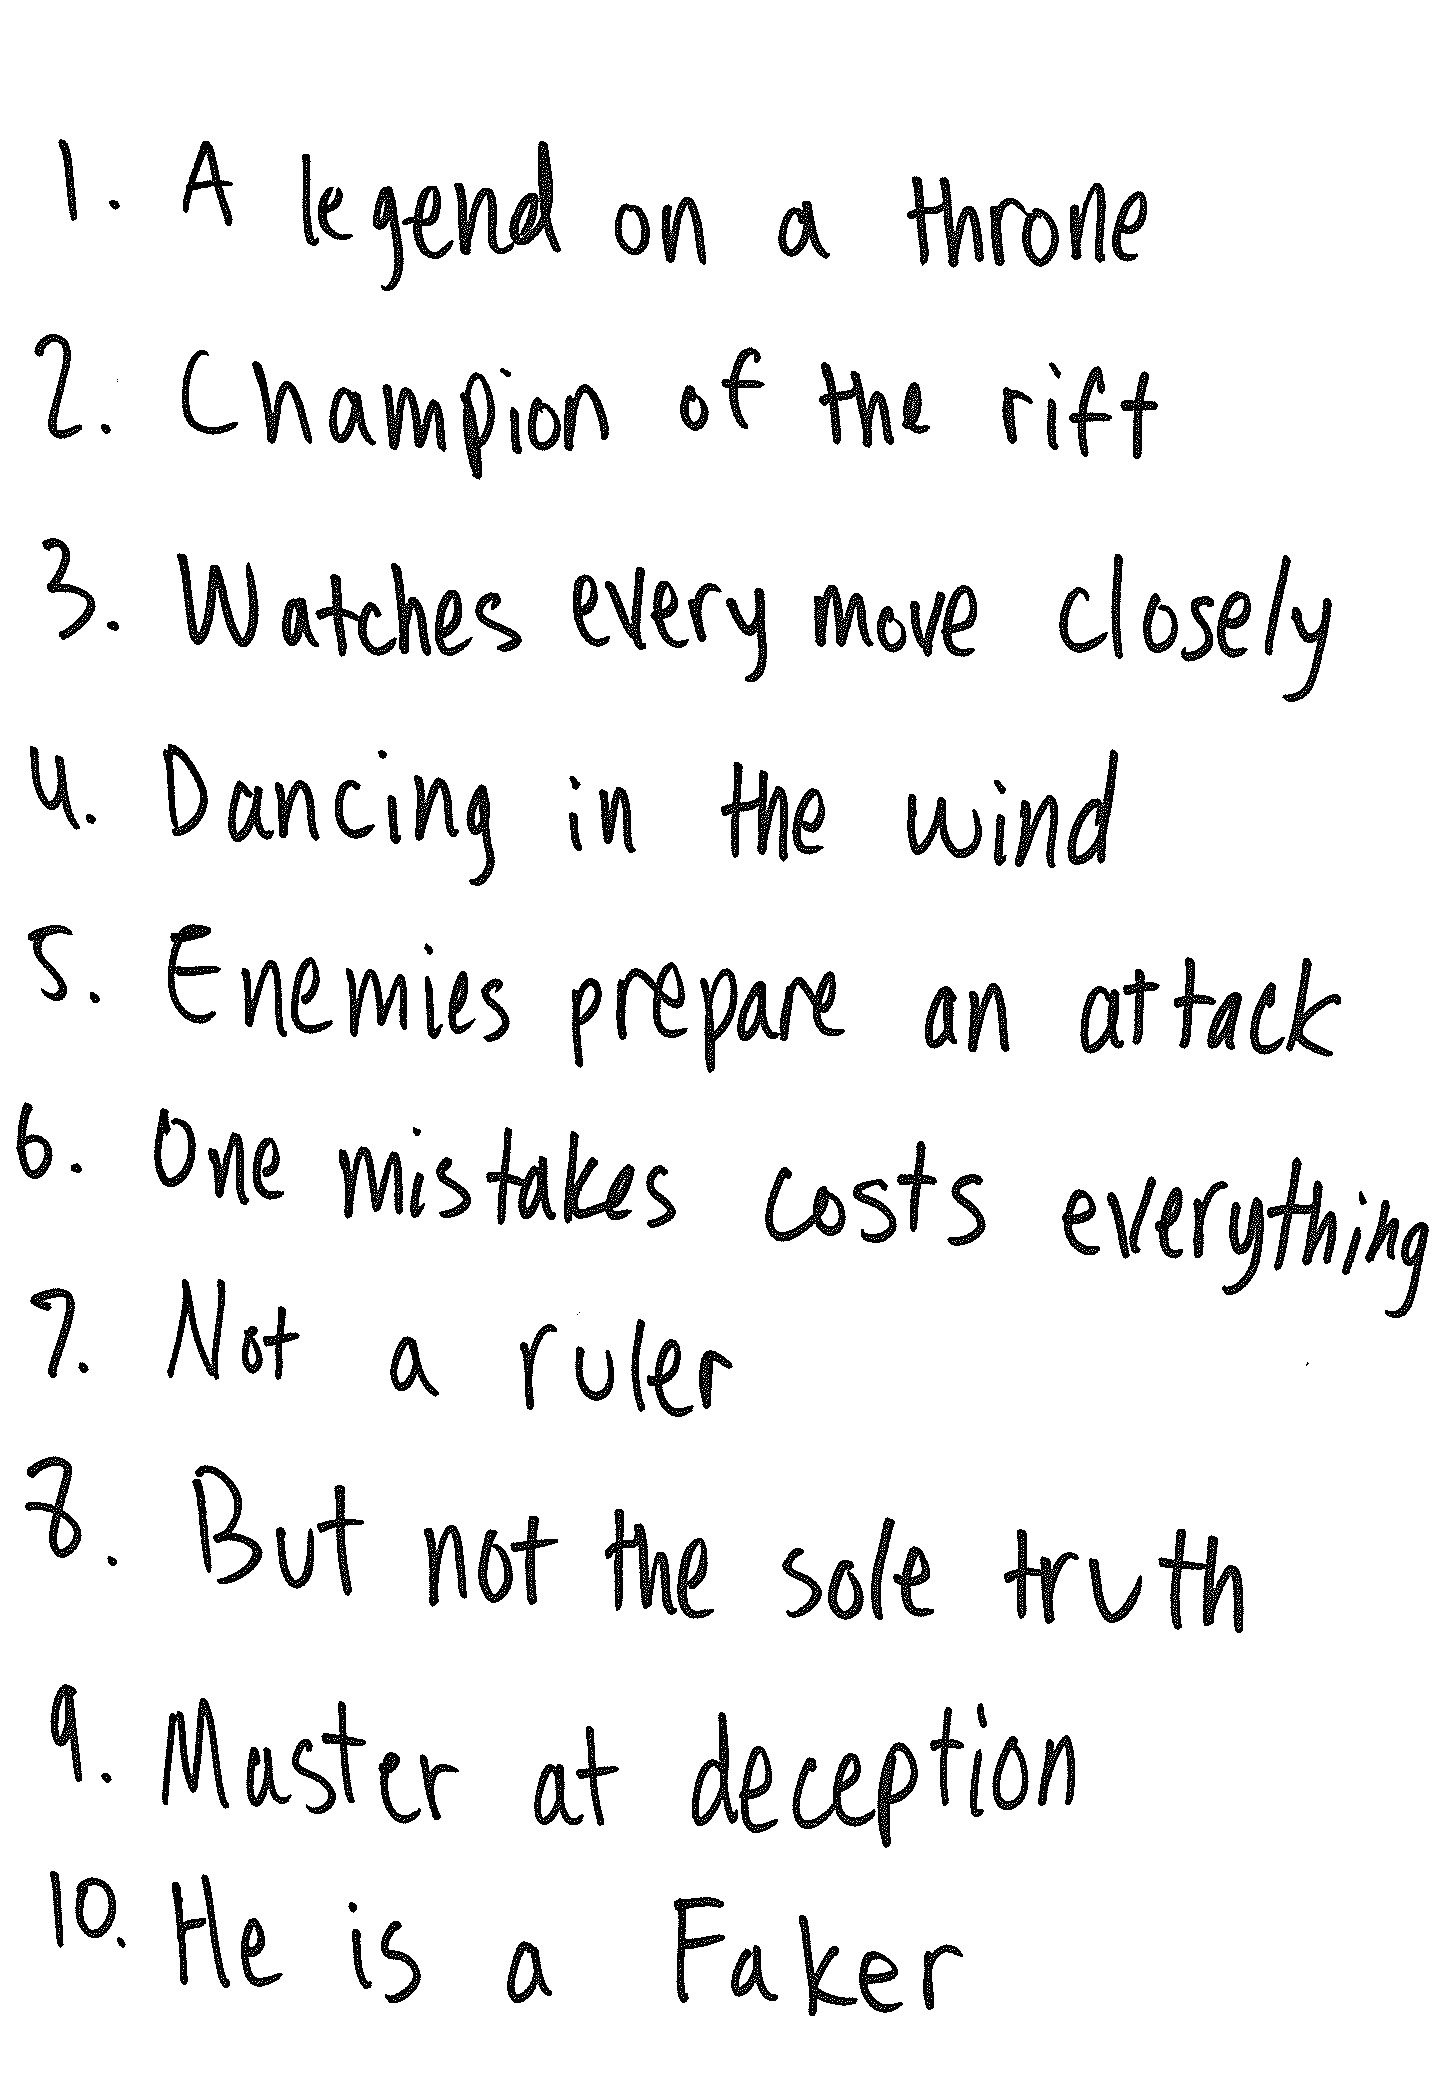 1. A legend on a throne
2. Champion of the rift
3. Watches every move closely
4. Dancing in the wind
5. Enemies prepare an attack
6. One mistakes costs everything
7. Not a ruler
8. But not the sole truth
9. Master at deception
10. He is a Faker